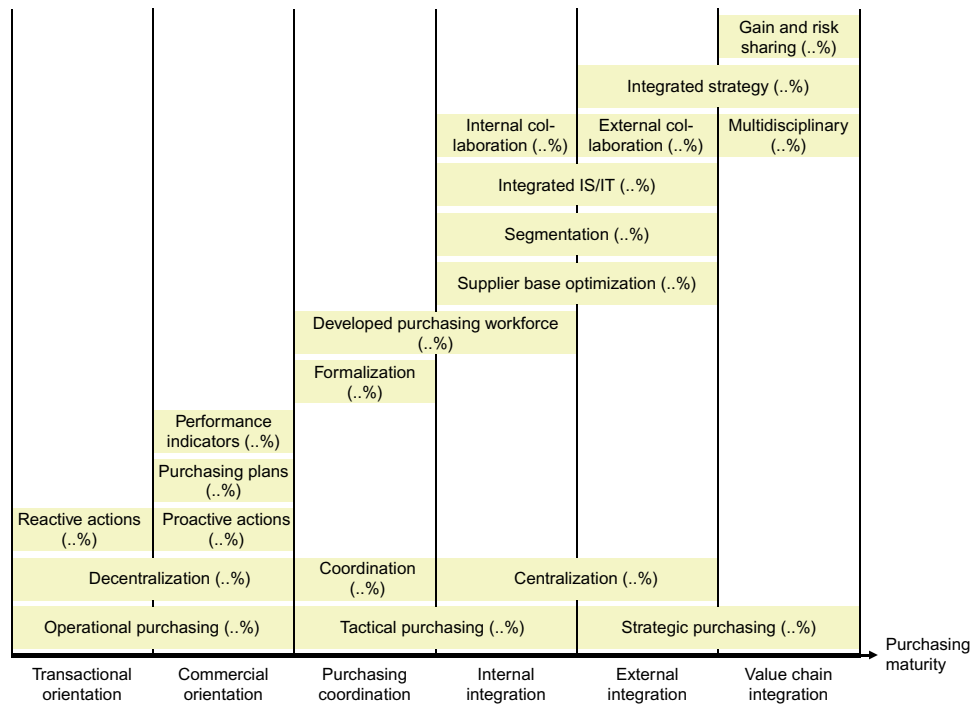 Gain and risk
sharing (..%)
Integrated strategy (..%)
Internal col-
laboration (..%)
External col-
laboration (..%)
Multidisciplinary
(..%)
Integrated IS/IT (..%)
Segmentation (..%)
Supplier base optimization (..%)
Developed purchasing workforce
(..%)
Formalization
(..%)
Performance
indicators (..%)
Purchasing plans
(..%)
Reactive actions
(..%)
Proactive actions
(..%)
Decentralization (..%)
Coordination
(..%)
Centralization (..%)
Operational purchasing (..%)
Tactical purchasing (..%)
Strategic purchasing (..%)
Purchasing
maturity
Transactional
orientation
Commercial
orientation
Purchasing
coordination
Internal
integration
External
integration
Value chain
integration